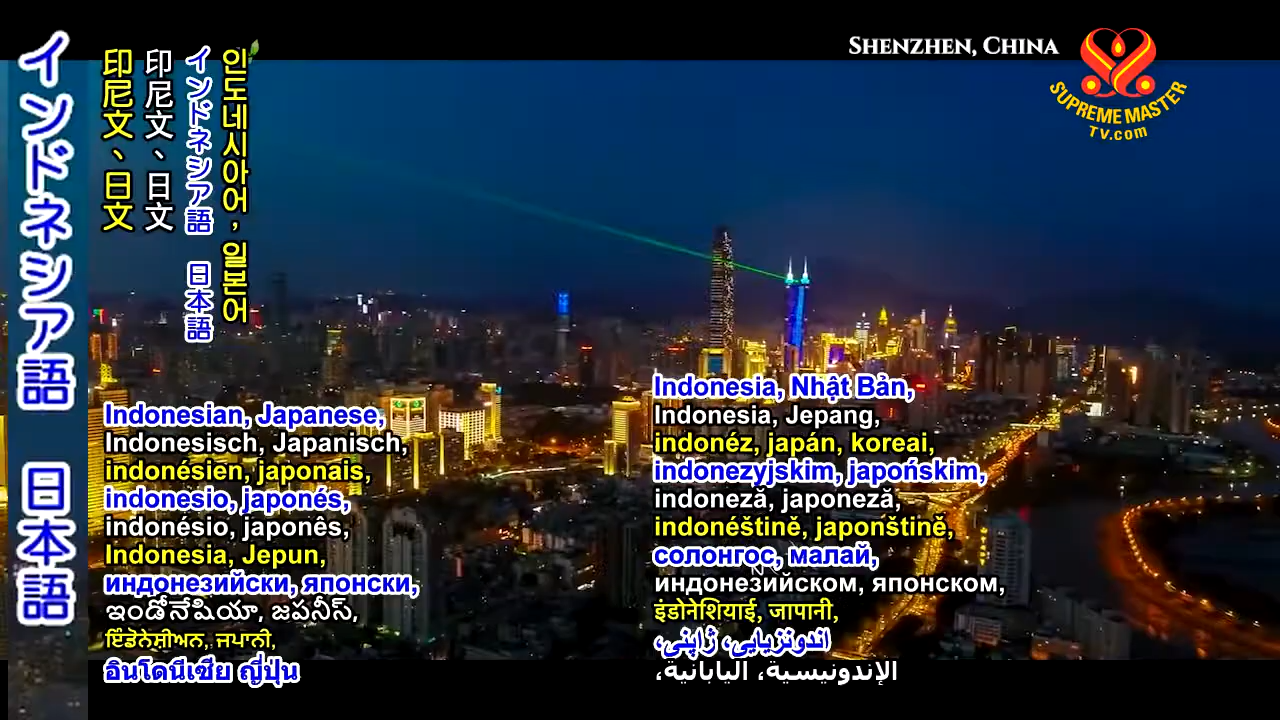 Shenzhen, China
SUPREME MASTER
TV.com
インドネシア語 日本語
印尼文、日文
印尼文、日文
インドネシア語 日本語
인도네시아어, 일본어
Indonesian, Japanese,
Indonesisch, Japanisch,
indonésien, japonais,
indonesio, japonés,
indonésio, japonês,
Indonesia, Jepun,
индонезийски, японски,
ఇండోనేషియా, జపనీస్,
ਇੰਡੋਨੇਸ਼ੀਅਨ, ਜਪਾਨੀ,
อินโดนีเซีย ญี่ปุ่น
Indonesia, Nhật Bản,
Indonesia, Jepang,
indonéz, japán, koreai,
indonezyjskim, japońskim,
indoneză, japoneză,
indonéštině, japonštině,
солонгос, малай,
индонезийском, японском,
इंडोनेशियाई, जापानी,
اندونزیایی، ژاپنی،
الإندونيسية، اليابانية،